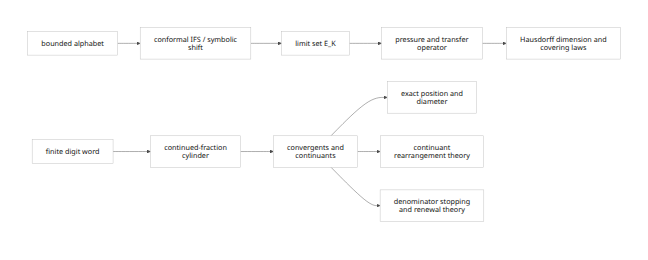 bounded alphabet
conformal IFS / symbolic
shift
limit set E_K
pressure and transfer
operator
Hausdorff dimension and
covering laws
exact position and
diameter
finite digit word
continued-fraction
cylinder
convergents and
continuants
continuant
rearrangement theory
denominator stopping
and renewal theory